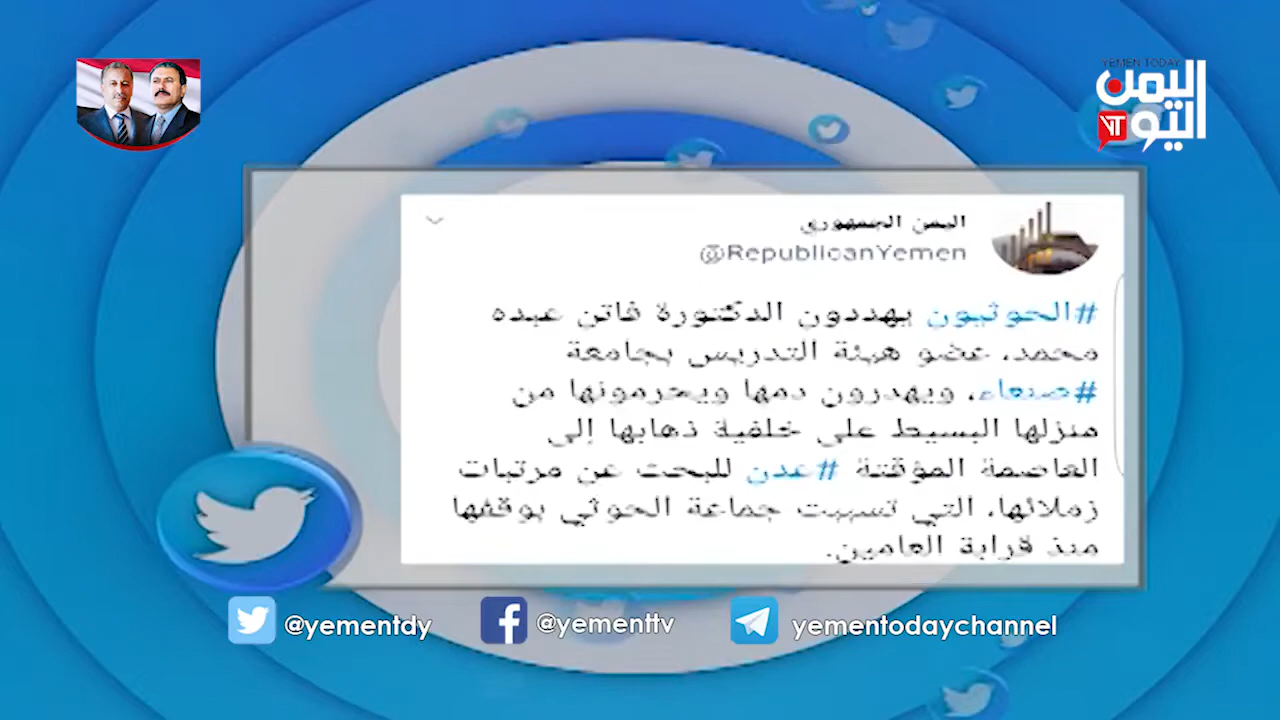 YEMEN TODAY
اليمن
اليوم
YT
اليمن الجمهوري
@RepublicanYemen
#الحوثيون يهددون الدكتورة فاتن عبده
محمد، عضو هيئة التدريس بجامعة
#صنعاء، ويهدرون دمها ويحرمونها من
منزلها البسيط على خلفية ذهابها إلى
العاصمة المؤقتة #عدن للبحث عن مرتبات
زملائها، التي تسببت جماعة الحوثي بوقفها
منذ قرابة العامين.
@yementdy
@yementtv
yementodaychannel